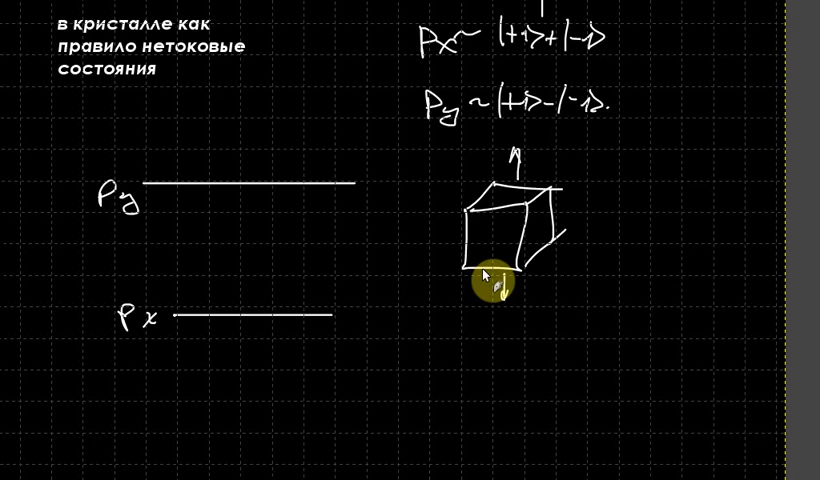 в кристалле как
правило нетоковые
состояния
Px ~ |+1>+|-1>
Py ~ |+1>-|-1>.
Py
Px